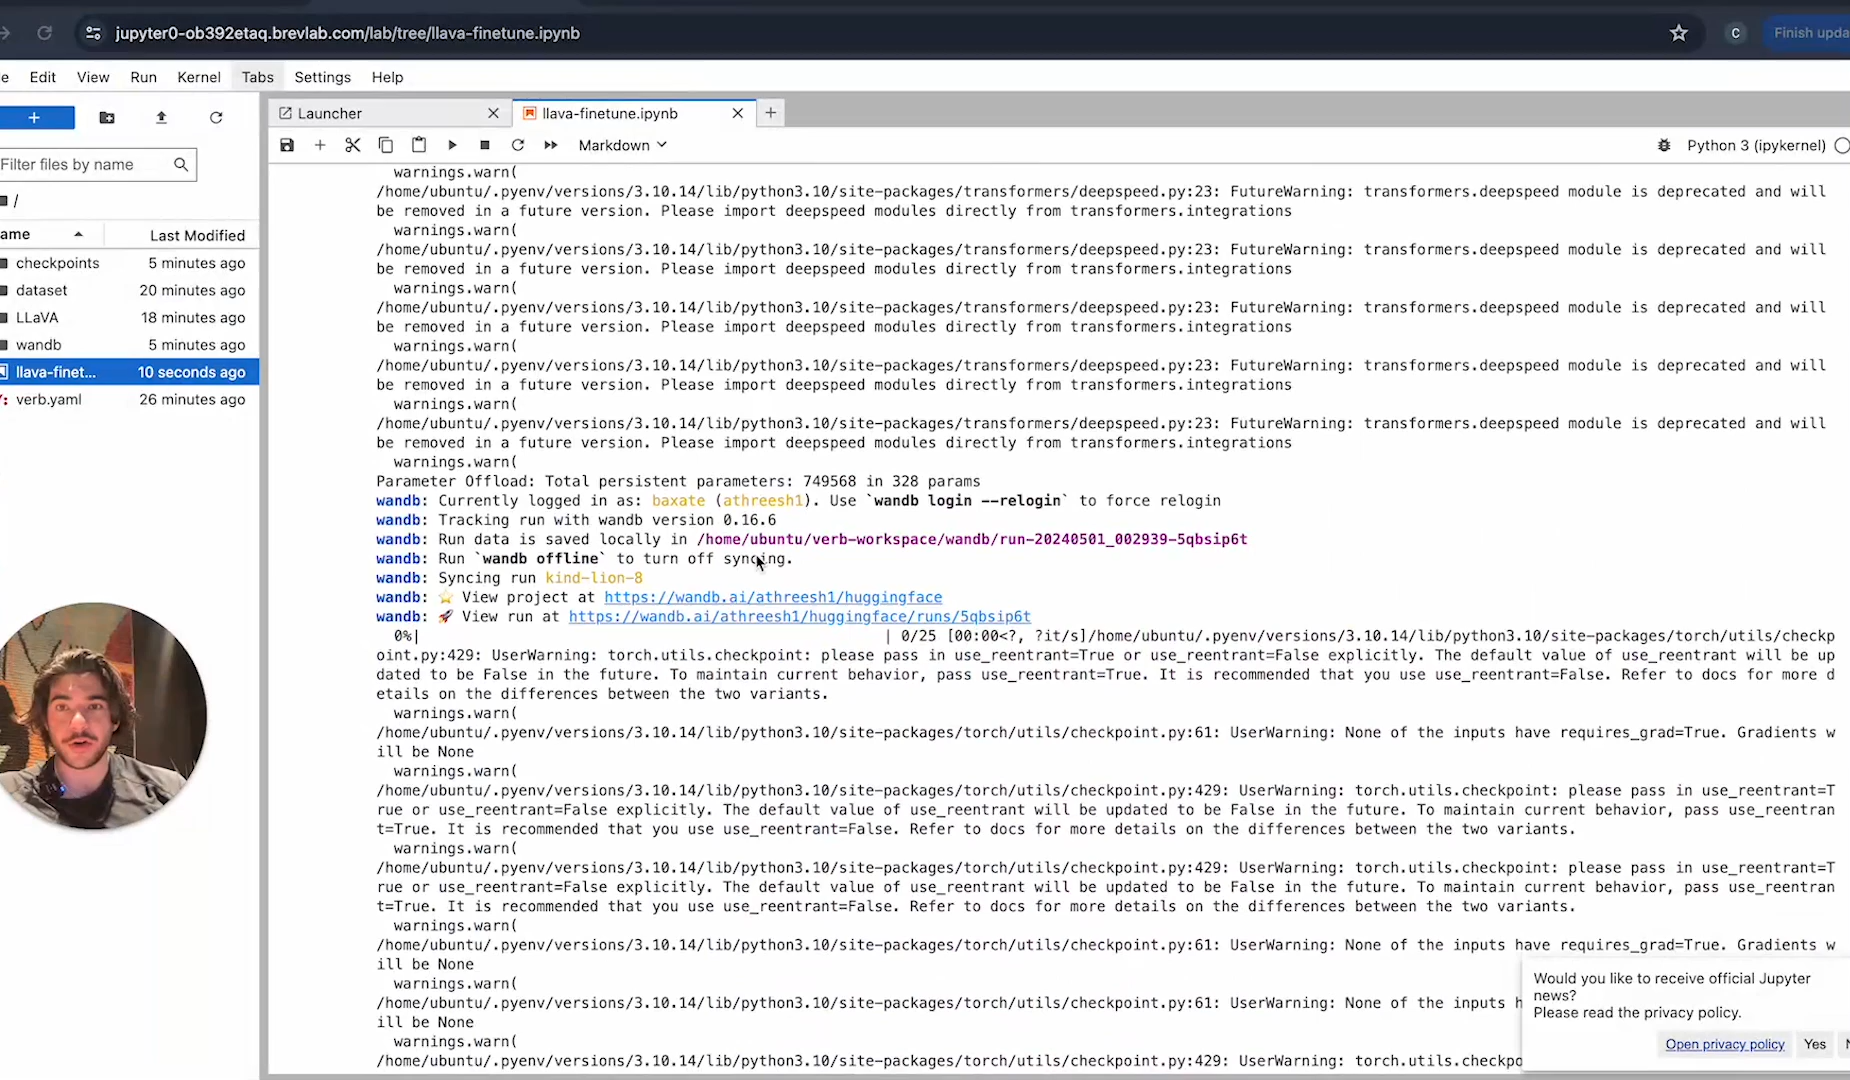 jupyter0-ob392etaq.brevlab.com/lab/tree/llava-finetune.ipynb
C
Finish upda
e Edit View Run Kernel Tabs Settings Help
+
Launcher
llava-finetune.ipynb
Filter files by name
Markdown
Python 3 (ipykernel)
/
ame
Last Modified
checkpoints 5 minutes ago
dataset 20 minutes ago
LLaVA 18 minutes ago
wandb 5 minutes ago
llava-finet... 10 seconds ago
verb.yaml 26 minutes ago
warnings.warn(
/home/ubuntu/.pyenv/versions/3.10.14/lib/python3.10/site-packages/transformers/deepspeed.py:23: FutureWarning: transformers.deepspeed module is deprecated and will
be removed in a future version. Please import deepspeed modules directly from transformers.integrations
warnings.warn(
/home/ubuntu/.pyenv/versions/3.10.14/lib/python3.10/site-packages/transformers/deepspeed.py:23: FutureWarning: transformers.deepspeed module is deprecated and will
be removed in a future version. Please import deepspeed modules directly from transformers.integrations
warnings.warn(
/home/ubuntu/.pyenv/versions/3.10.14/lib/python3.10/site-packages/transformers/deepspeed.py:23: FutureWarning: transformers.deepspeed module is deprecated and will
be removed in a future version. Please import deepspeed modules directly from transformers.integrations
warnings.warn(
/home/ubuntu/.pyenv/versions/3.10.14/lib/python3.10/site-packages/transformers/deepspeed.py:23: FutureWarning: transformers.deepspeed module is deprecated and will
be removed in a future version. Please import deepspeed modules directly from transformers.integrations
warnings.warn(
/home/ubuntu/.pyenv/versions/3.10.14/lib/python3.10/site-packages/transformers/deepspeed.py:23: FutureWarning: transformers.deepspeed module is deprecated and will
be removed in a future version. Please import deepspeed modules directly from transformers.integrations
warnings.warn(
Parameter Offload: Total persistent parameters: 749568 in 328 params
wandb: Currently logged in as: baxate (athreesh1). Use `wandb login --relogin` to force relogin
wandb: Tracking run with wandb version 0.16.6
wandb: Run data is saved locally in /home/ubuntu/verb-workspace/wandb/run-20240501_002939-5qbsip6t
wandb: Run `wandb offline` to turn off syncing.
wandb: Syncing run kind-lion-8
wandb: ⭐ View project at https://wandb.ai/athreesh1/huggingface
wandb: 🚀 View run at https://wandb.ai/athreesh1/huggingface/runs/5qbsip6t
0%| | 0/25 [00:00<?, ?it/s]/home/ubuntu/.pyenv/versions/3.10.14/lib/python3.10/site-packages/torch/utils/checkp
oint.py:429: UserWarning: torch.utils.checkpoint: please pass in use_reentrant=True or use_reentrant=False explicitly. The default value of use_reentrant will be up
dated to be False in the future. To maintain current behavior, pass use_reentrant=True. It is recommended that you use use_reentrant=False. Refer to docs for more d
etails on the differences between the two variants.
warnings.warn(
/home/ubuntu/.pyenv/versions/3.10.14/lib/python3.10/site-packages/torch/utils/checkpoint.py:61: UserWarning: None of the inputs have requires_grad=True. Gradients w
ill be None
warnings.warn(
/home/ubuntu/.pyenv/versions/3.10.14/lib/python3.10/site-packages/torch/utils/checkpoint.py:429: UserWarning: torch.utils.checkpoint: please pass in use_reentrant=T
rue or use_reentrant=False explicitly. The default value of use_reentrant will be updated to be False in the future. To maintain current behavior, pass use_reentran
t=True. It is recommended that you use use_reentrant=False. Refer to docs for more details on the differences between the two variants.
warnings.warn(
/home/ubuntu/.pyenv/versions/3.10.14/lib/python3.10/site-packages/torch/utils/checkpoint.py:429: UserWarning: torch.utils.checkpoint: please pass in use_reentrant=T
rue or use_reentrant=False explicitly. The default value of use_reentrant will be updated to be False in the future. To maintain current behavior, pass use_reentran
t=True. It is recommended that you use use_reentrant=False. Refer to docs for more details on the differences between the two variants.
warnings.warn(
/home/ubuntu/.pyenv/versions/3.10.14/lib/python3.10/site-packages/torch/utils/checkpoint.py:61: UserWarning: None of the inputs have requires_grad=True. Gradients w
ill be None
warnings.warn(
/home/ubuntu/.pyenv/versions/3.10.14/lib/python3.10/site-packages/torch/utils/checkpoint.py:61: UserWarning: None of the inputs h
ill be None
warnings.warn(
/home/ubuntu/.pyenv/versions/3.10.14/lib/python3.10/site-packages/torch/utils/checkpoint.py:429: UserWarning: torch.utils.checkpo
Would you like to receive official Jupyter
news?
Please read the privacy policy.
Open privacy policy Yes